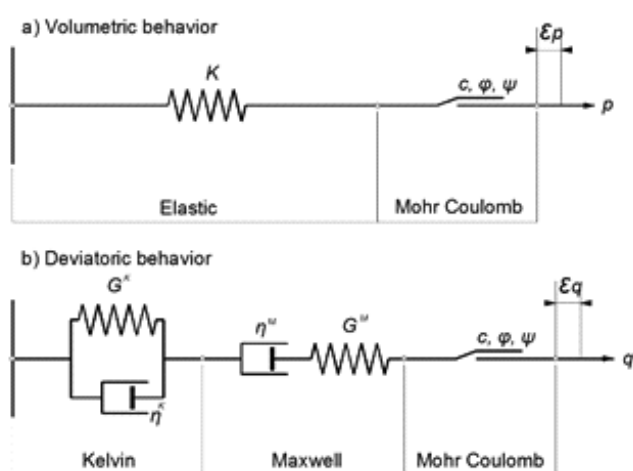 a) Volumetric behavior
εp
K
c, φ, ψ
p
Elastic
Mohr Coulomb
b) Deviatoric behavior
εq
Gᴷ
ηᴹ
Gᴹ
c, φ, ψ
q
ηᴷ
Kelvin
Maxwell
Mohr Coulomb